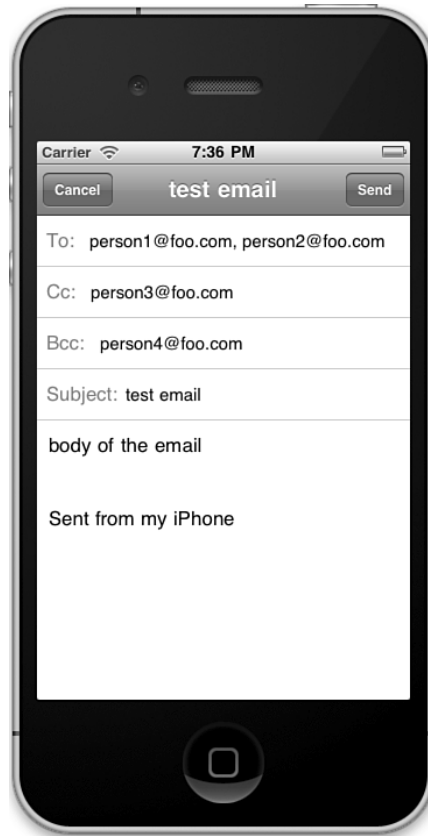 Carrier 7:36 PM
Cancel test email Send
To: person1@foo.com, person2@foo.com
Cc: person3@foo.com
Bcc: person4@foo.com
Subject: test email
body of the email
Sent from my iPhone